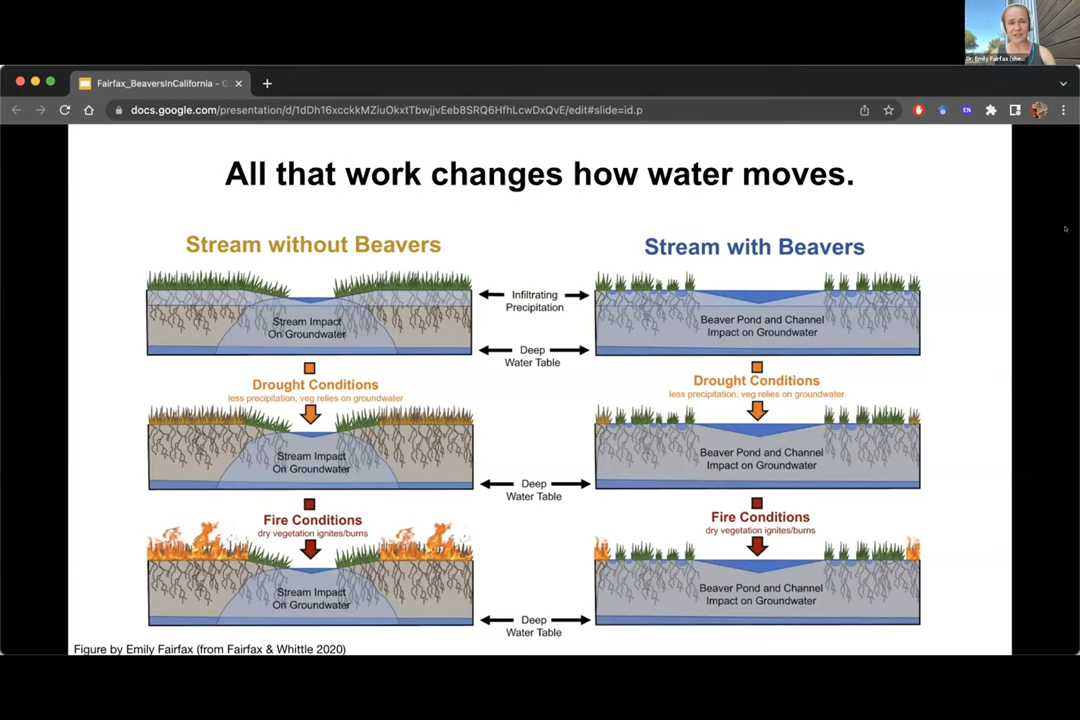 Dr. Emily Fairfax (she...
Fairfax_BeaversInCalifornia - G
docs.google.com/presentation/d/1dDh16xcckkMZiuOkxtTbwjjvEeb8SRQ6HfhLcwDxQvE/edit#slide=id.p
EN
All that work changes how water moves.
Stream without Beavers
Stream with Beavers
Infiltrating
Precipitation
Stream Impact
On Groundwater
Beaver Pond and Channel
Impact on Groundwater
Deep
Water Table
Drought Conditions
less precipitation, veg relies on groundwater
Drought Conditions
less precipitation, veg relies on groundwater
Stream Impact
On Groundwater
Beaver Pond and Channel
Impact on Groundwater
Deep
Water Table
Fire Conditions
dry vegetation ignites/burns
Fire Conditions
dry vegetation ignites/burns
Stream Impact
On Groundwater
Beaver Pond and Channel
Impact on Groundwater
Deep
Water Table
Figure by Emily Fairfax (from Fairfax & Whittle 2020)